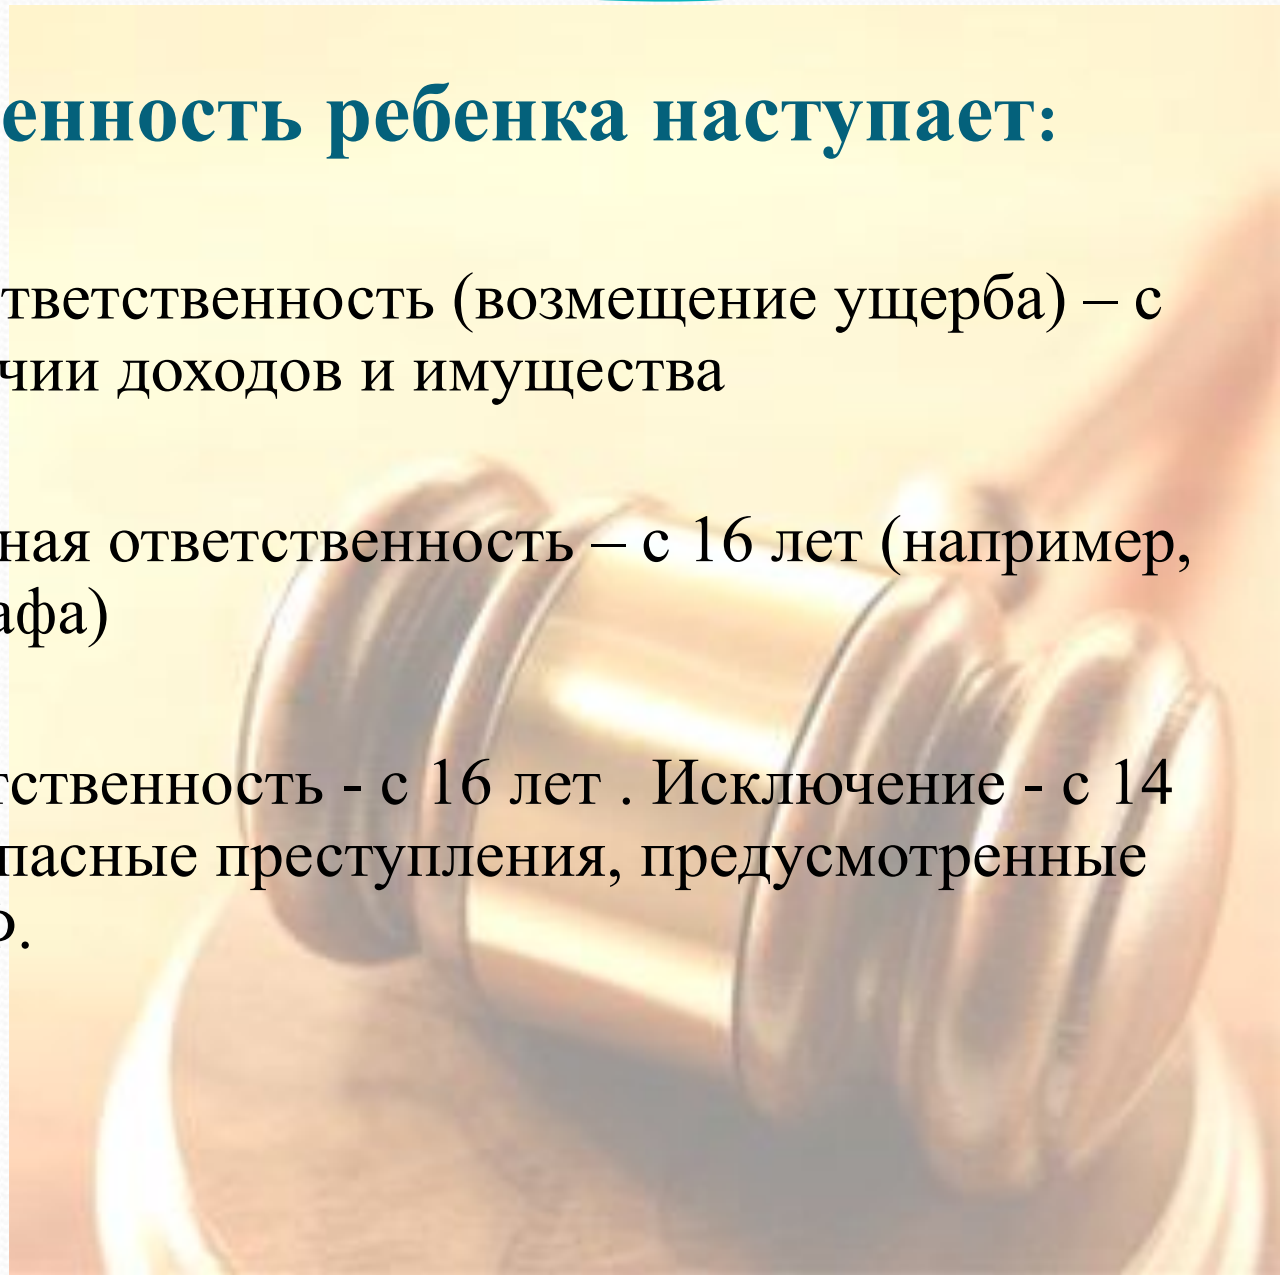 енность ребенка наступает:
тветственность (возмещение ущерба) – с
чии доходов и имущества
ная ответственность – с 16 лет (например,
афа)
тственность - с 16 лет . Исключение - с 14
пасные преступления, предусмотренные
Ф.